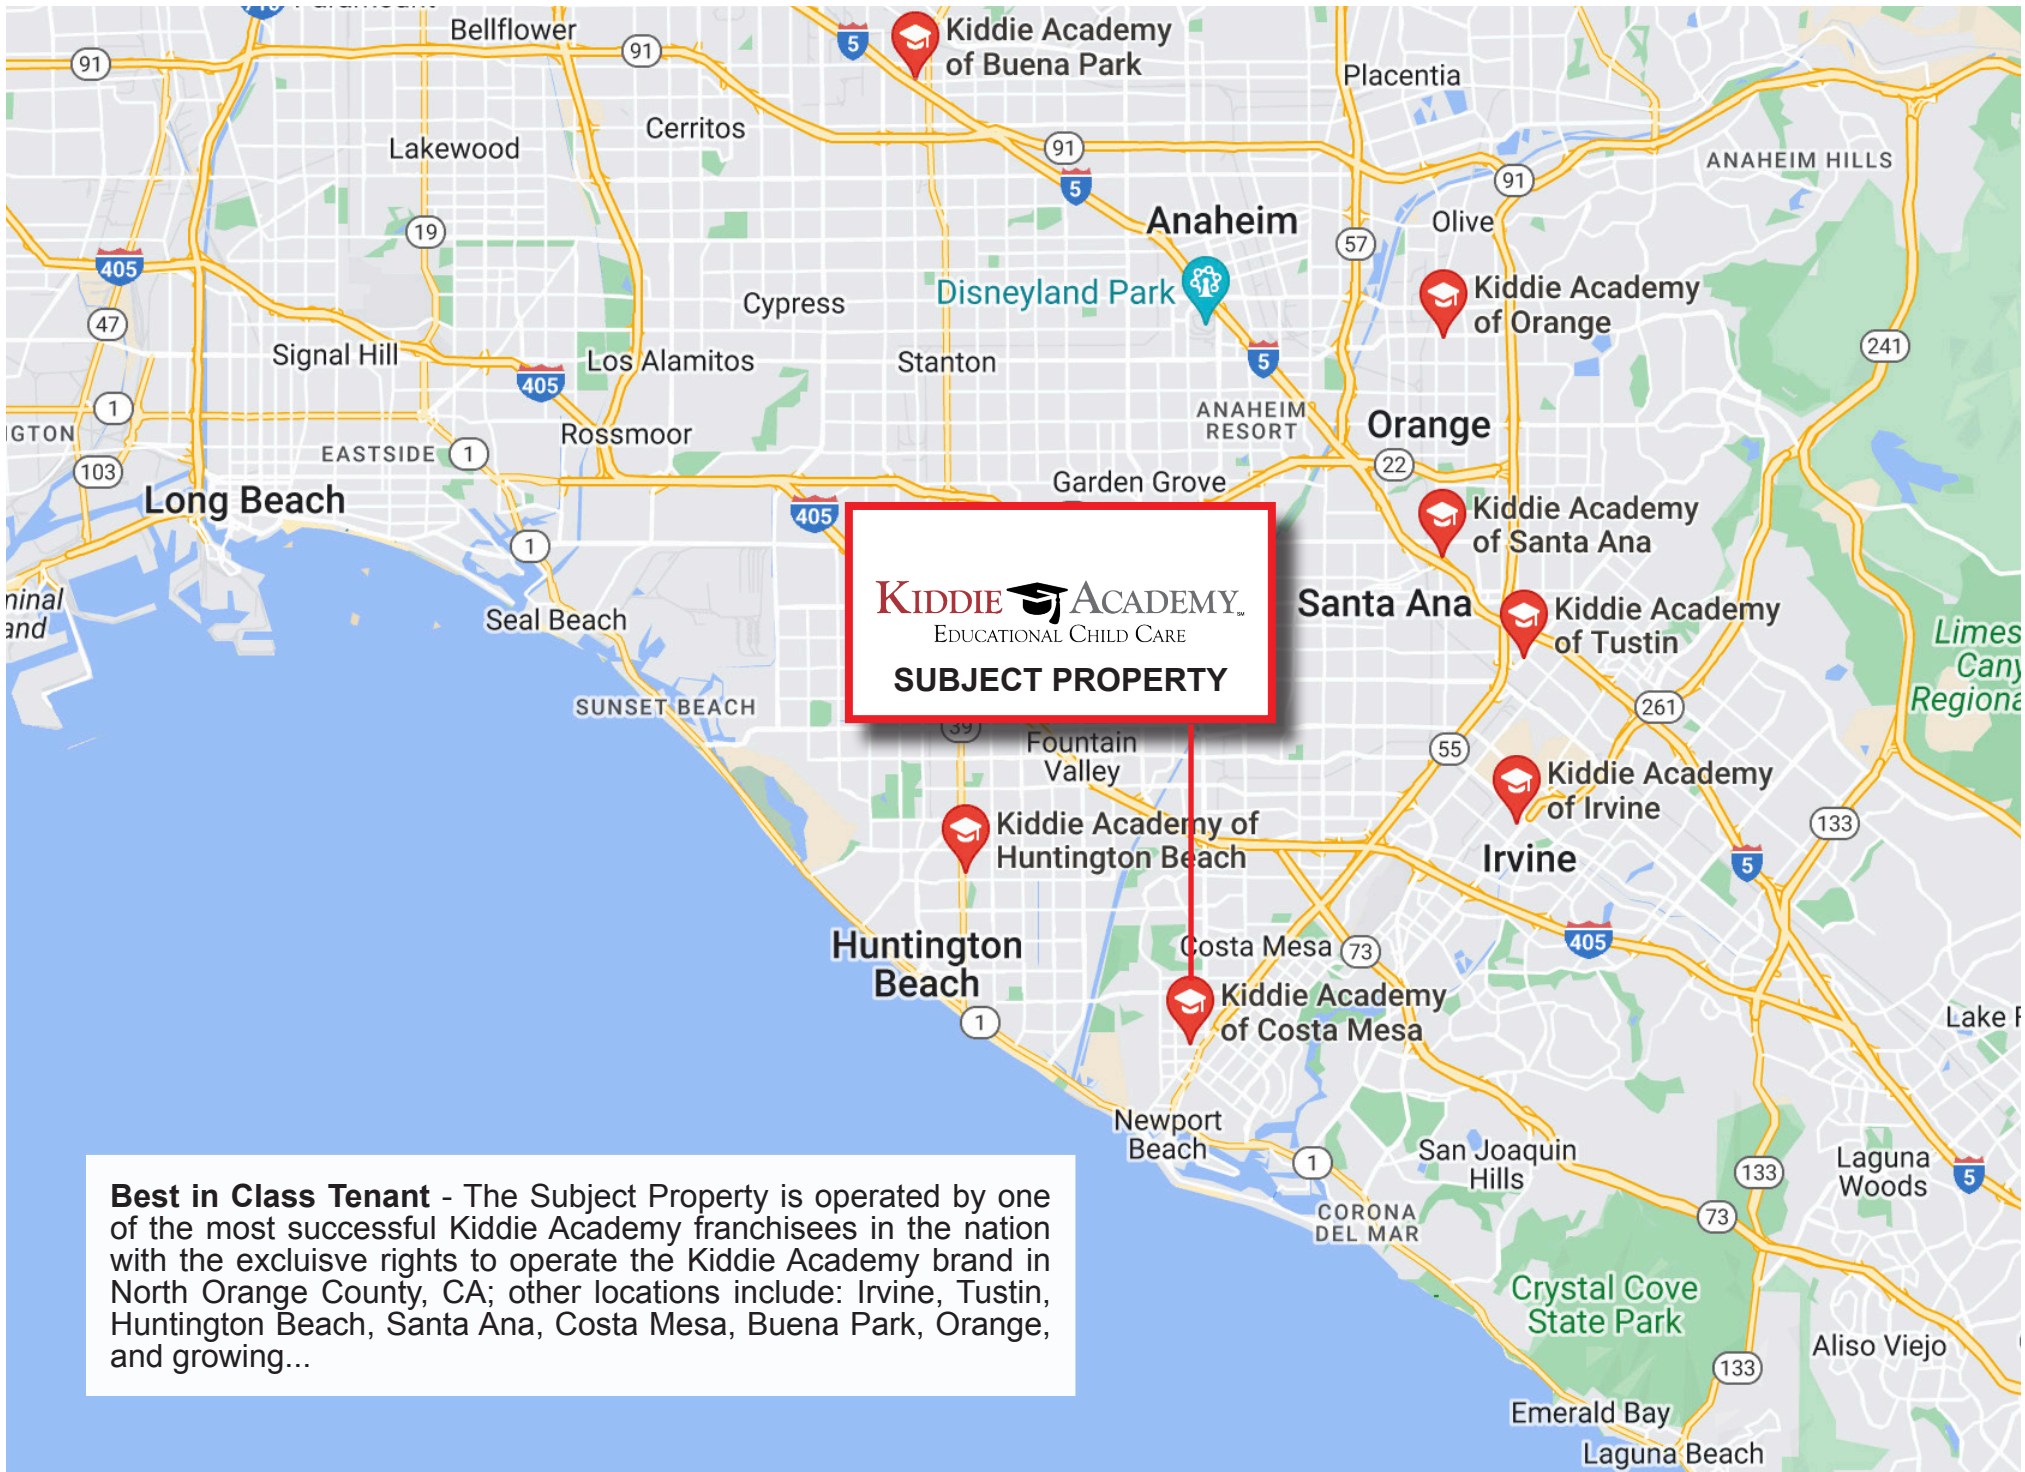 Bellflower
91
91
5
Kiddie Academy
of Buena Park
Placentia
Cerritos
Lakewood
91
ANAHEIM HILLS
5
91
Anaheim
Olive
19
57
405
Disneyland Park
Kiddie Academy
of Orange
Cypress
47
Signal Hill
Los Alamitos
Stanton
5
241
405
1
ANAHEIM
RESORT
Orange
GTON
Rossmoor
EASTSIDE
1
22
103
Garden Grove
Long Beach
405
Kiddie Academy
of Santa Ana
1
KIDDIE ACADEMY℠
EDUCATIONAL CHILD CARE
SUBJECT PROPERTY
minal
and
Seal Beach
Santa Ana
Kiddie Academy
of Tustin
Limes
Cany
Regiona
SUNSET BEACH
261
39
Fountain
Valley
55
Kiddie Academy
of Irvine
Kiddie Academy of
Huntington Beach
133
Irvine
5
Huntington
Beach
Costa Mesa
73
405
Kiddie Academy
of Costa Mesa
1
Lake F
Newport
Beach
San Joaquin
Hills
1
133
Laguna
Woods
5
CORONA
DEL MAR
73
Crystal Cove
State Park
Aliso Viejo
133
Emerald Bay
Laguna Beach
Best in Class Tenant - The Subject Property is operated by one
of the most successful Kiddie Academy franchisees in the nation
with the excluisve rights to operate the Kiddie Academy brand in
North Orange County, CA; other locations include: Irvine, Tustin,
Huntington Beach, Santa Ana, Costa Mesa, Buena Park, Orange,
and growing...